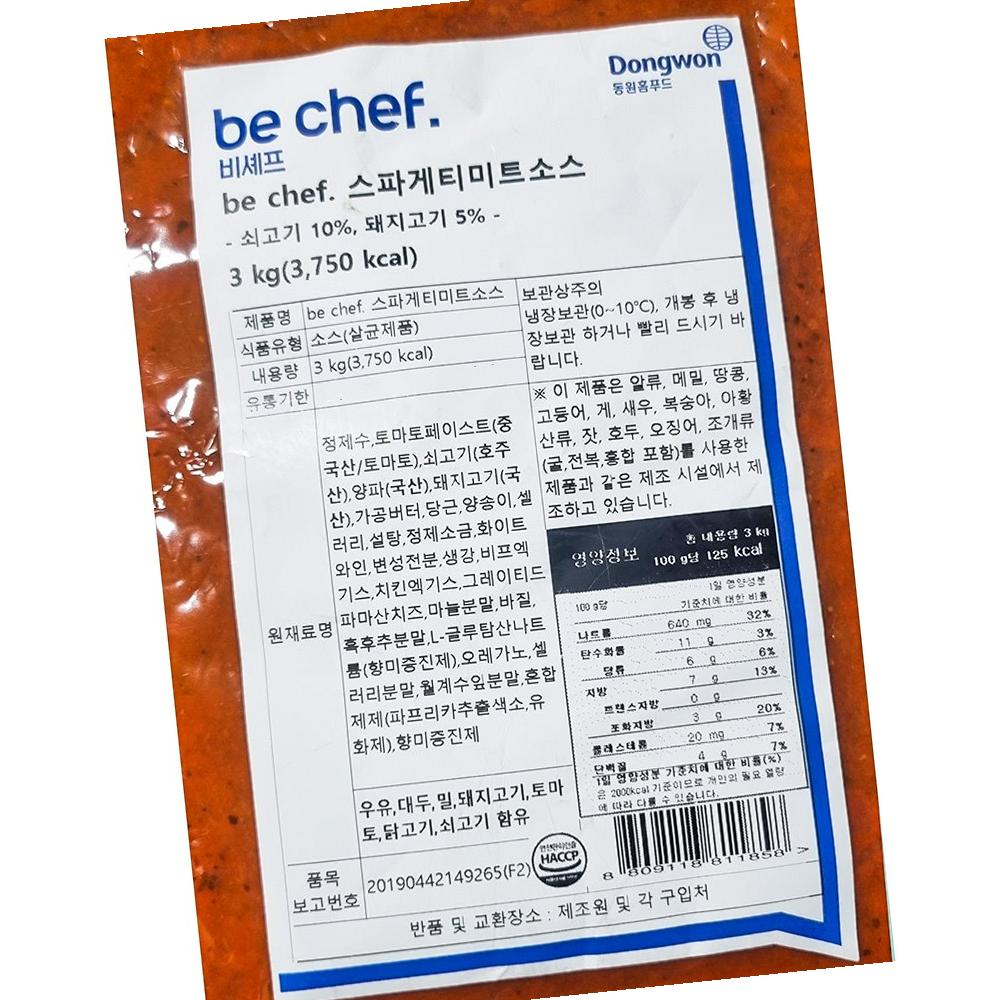 Dongwon
동원홈푸드
be chef.
비셰프
be chef. 스파게티미트소스
- 쇠고기 10%, 돼지고기 5% -
3 kg(3,750 kcal)
제품명 be chef. 스파게티미트소스
식품유형 소스(살균제품)
내용량 3 kg(3,750 kcal)
유통기한
원재료명
정제수,토마토페이스트(중
국산/토마토),쇠고기(호주
산),양파(국산),돼지고기(국
산),가공버터,당근,양송이,셀
러리,설탕,정제소금,화이트
와인,변성전분,생강,비프엑
기스,치킨엑기스,그레이티드
파마산치즈,마늘분말,바질,
흑후추분말,L-글루탐산나트
륨(향미증진제),오레가노,셀
러리분말,월계수잎분말,혼합
제제(파프리카추출색소,유
화제),향미증진제
우유,대두,밀,돼지고기,토마
토,닭고기,쇠고기 함유
품목
보고번호
20190442149265(F2)
보관상주의
냉장보관(0~10℃), 개봉 후 냉
장보관 하거나 빨리 드시기 바
랍니다.
※ 이 제품은 알류, 메밀, 땅콩,
고등어, 게, 새우, 복숭아, 아황
산류, 잣, 호두, 오징어, 조개류
(굴,전복,홍합 포함)를 사용한
제품과 같은 제조 시설에서 제
조하고 있습니다.
영양정보
총 내용량 3 kg
100 g당 125 kcal
100 g당
1일 영양성분
기준치에 대한 비율
나트륨 640 mg 32%
탄수화물 11 g 3%
당류 6 g 6%
지방 7 g 13%
트랜스지방 0 g
포화지방 3 g 20%
콜레스테롤 20 mg 7%
단백질 4 g 7%
1일 영양성분 기준치에 대한 비율(%)
은 2000kcal 기준이므로 개인의 필요 열량
에 따라 다를 수 있습니다.
HACCP
8 809118 811858 >
반품 및 교환장소 : 제조원 및 각 구입처